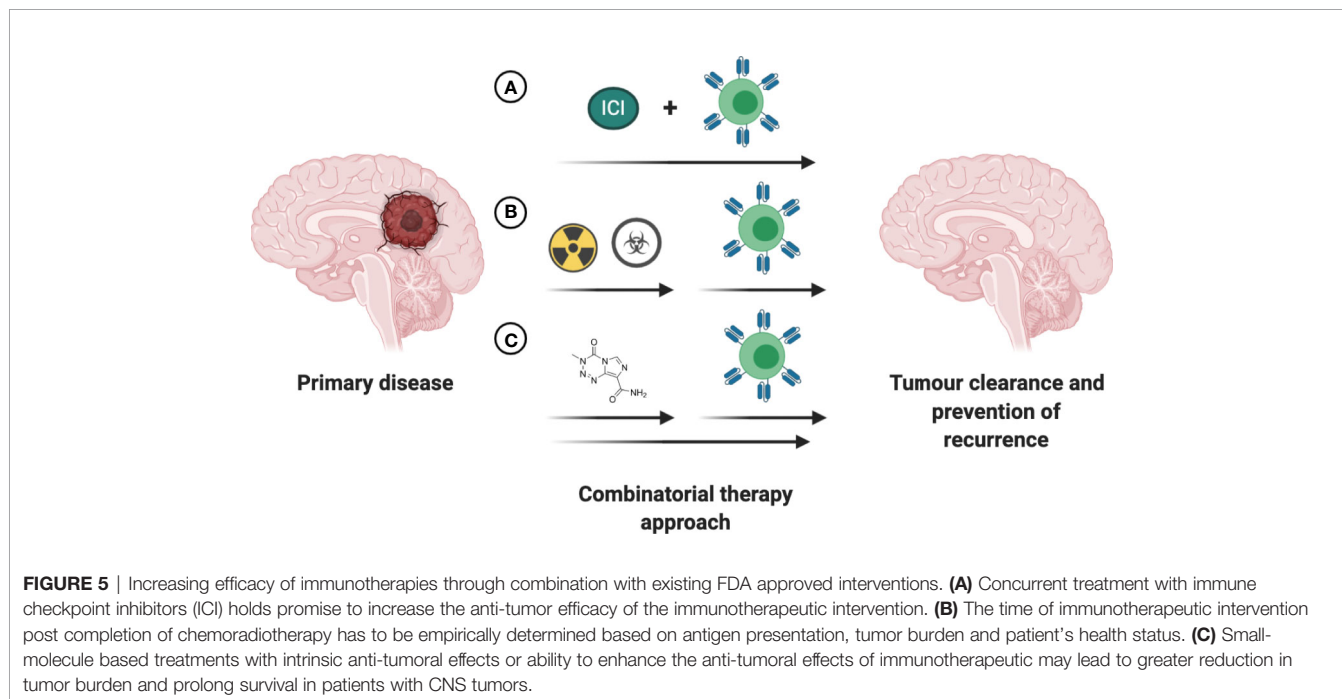 A
ICI
+
B
C
O
N
N
N
N
N
O
NH₂
Primary disease
Tumour clearance and
prevention of
recurrence
Combinatorial therapy
approach
FIGURE 5 | Increasing efficacy of immunotherapies through combination with existing FDA approved interventions. (A) Concurrent treatment with immune
checkpoint inhibitors (ICI) holds promise to increase the anti-tumor efficacy of the immunotherapeutic intervention. (B) The time of immunotherapeutic intervention
post completion of chemoradiotherapy has to be empirically determined based on antigen presentation, tumor burden and patient's health status. (C) Small-
molecule based treatments with intrinsic anti-tumoral effects or ability to enhance the anti-tumoral effects of immunotherapeutic may lead to greater reduction in
tumor burden and prolong survival in patients with CNS tumors.